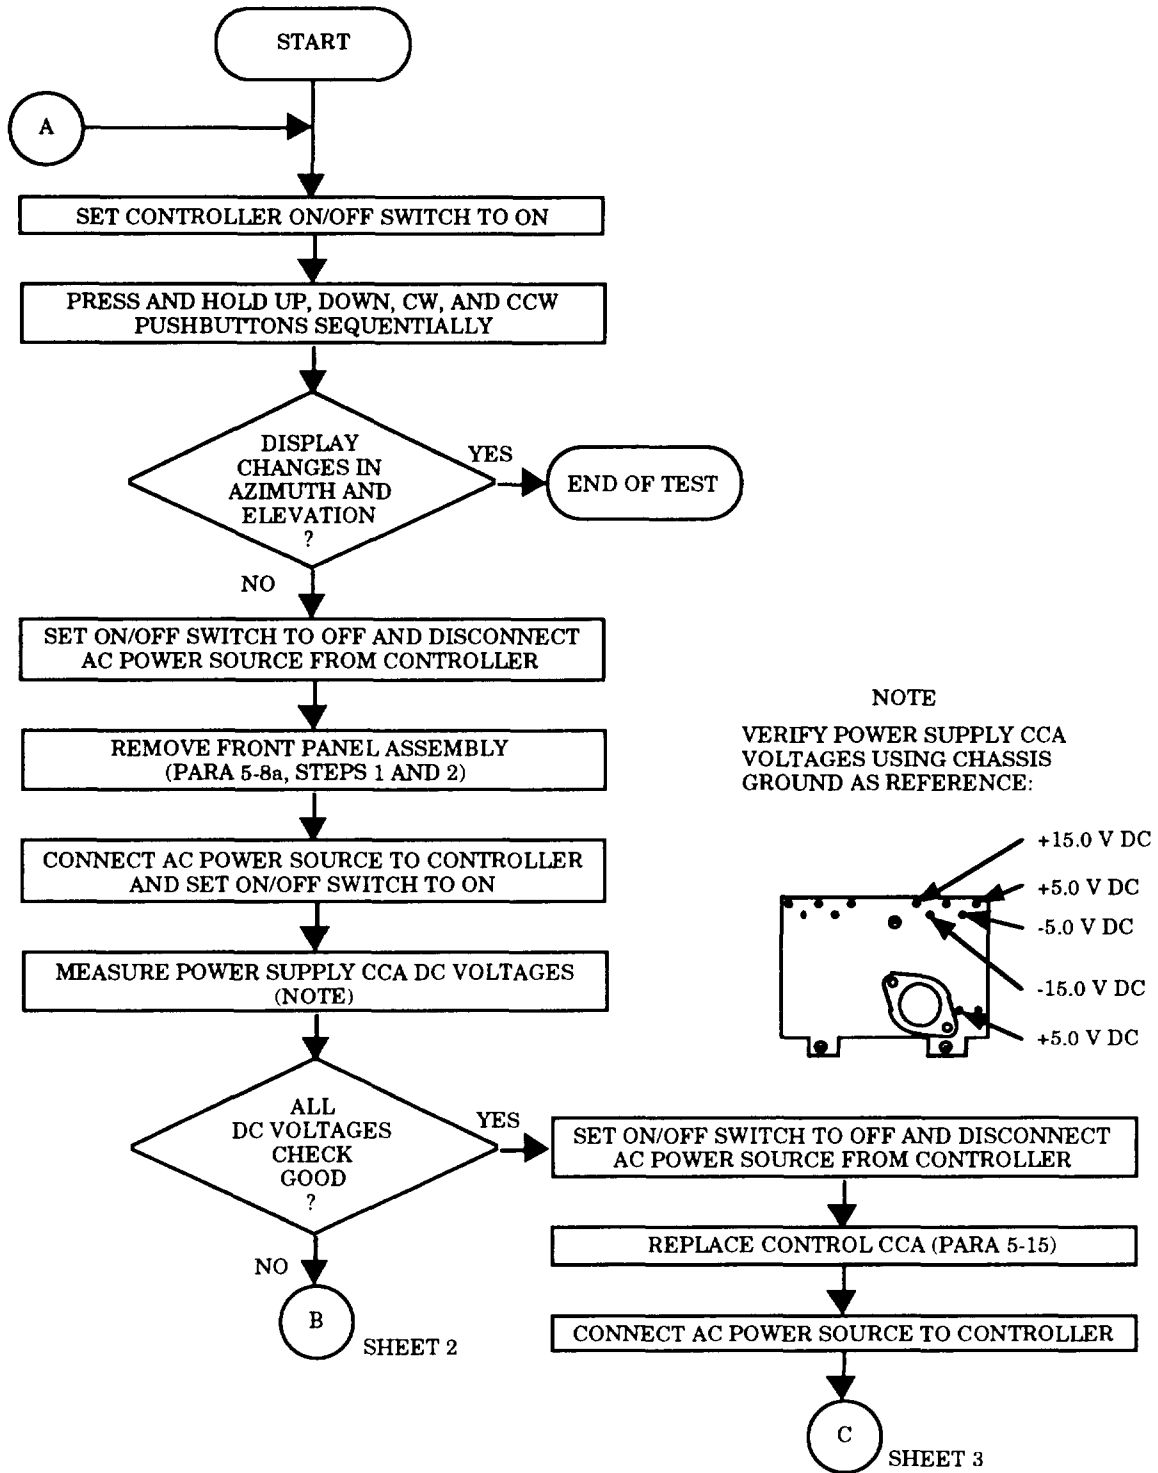 START
A
SET CONTROLLER ON/OFF SWITCH TO ON
PRESS AND HOLD UP, DOWN, CW, AND CCW
PUSHBUTTONS SEQUENTIALLY
DISPLAY
CHANGES IN
AZIMUTH AND
ELEVATION
?
YES
END OF TEST
NO
SET ON/OFF SWITCH TO OFF AND DISCONNECT
AC POWER SOURCE FROM CONTROLLER
REMOVE FRONT PANEL ASSEMBLY
(PARA 5-8a, STEPS 1 AND 2)
CONNECT AC POWER SOURCE TO CONTROLLER
AND SET ON/OFF SWITCH TO ON
MEASURE POWER SUPPLY CCA DC VOLTAGES
(NOTE)
NOTE
VERIFY POWER SUPPLY CCA
VOLTAGES USING CHASSIS
GROUND AS REFERENCE:
+15.0 V DC
+5.0 V DC
-5.0 V DC
-15.0 V DC
+5.0 V DC
ALL
DC VOLTAGES
CHECK
GOOD
?
YES
NO
B
SHEET 2
SET ON/OFF SWITCH TO OFF AND DISCONNECT
AC POWER SOURCE FROM CONTROLLER
REPLACE CONTROL CCA (PARA 5-15)
CONNECT AC POWER SOURCE TO CONTROLLER
C
SHEET 3